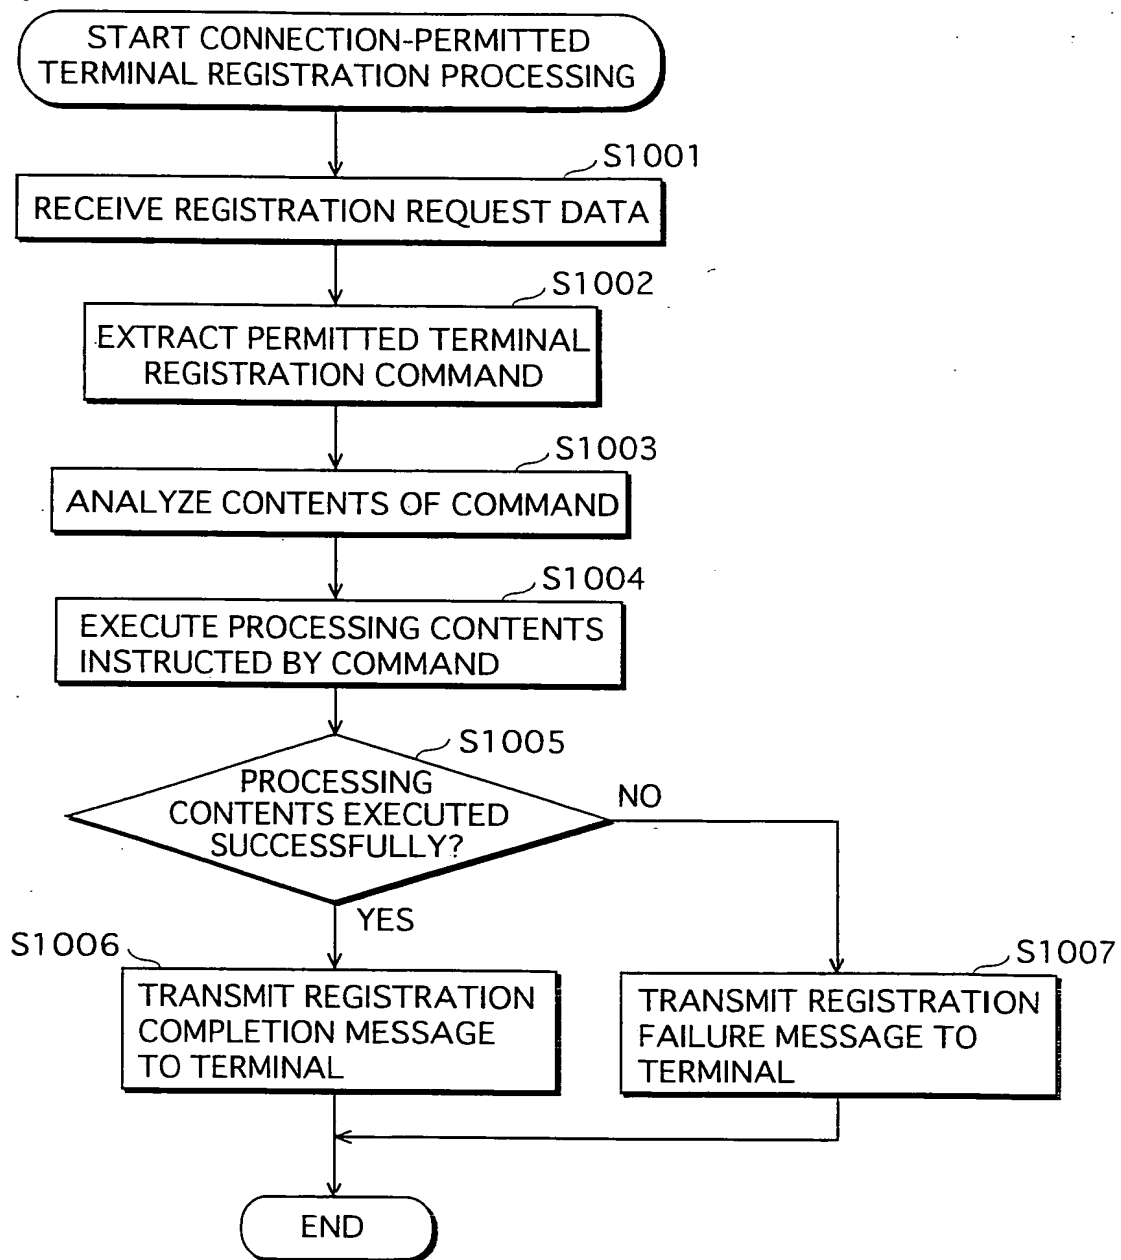 START CONNECTION-PERMITTED
TERMINAL REGISTRATION PROCESSING
S1001
RECEIVE REGISTRATION REQUEST DATA
S1002
EXTRACT PERMITTED TERMINAL
REGISTRATION COMMAND
S1003
ANALYZE CONTENTS OF COMMAND
S1004
EXECUTE PROCESSING CONTENTS
INSTRUCTED BY COMMAND
S1005
PROCESSING
CONTENTS EXECUTED
SUCCESSFULLY?
NO
YES
S1006
TRANSMIT REGISTRATION
COMPLETION MESSAGE
TO TERMINAL
S1007
TRANSMIT REGISTRATION
FAILURE MESSAGE TO
TERMINAL
END